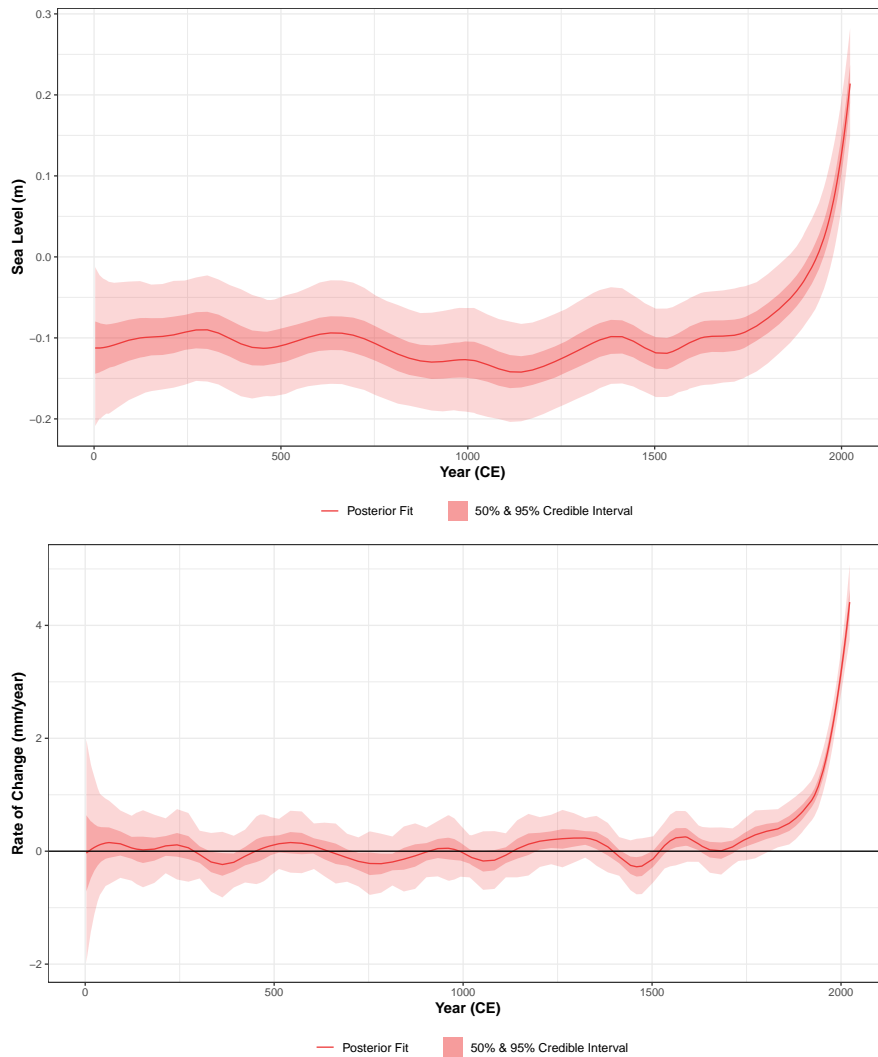 0.3
0.2
0.1
0.0
−0.1
−0.2
Sea Level (m)
0 500 1000 1500 2000
Year (CE)
Posterior Fit 50% & 95% Credible Interval
4
2
0
−2
Rate of Change (mm/year)
0 500 1000 1500 2000
Year (CE)
Posterior Fit 50% & 95% Credible Interval